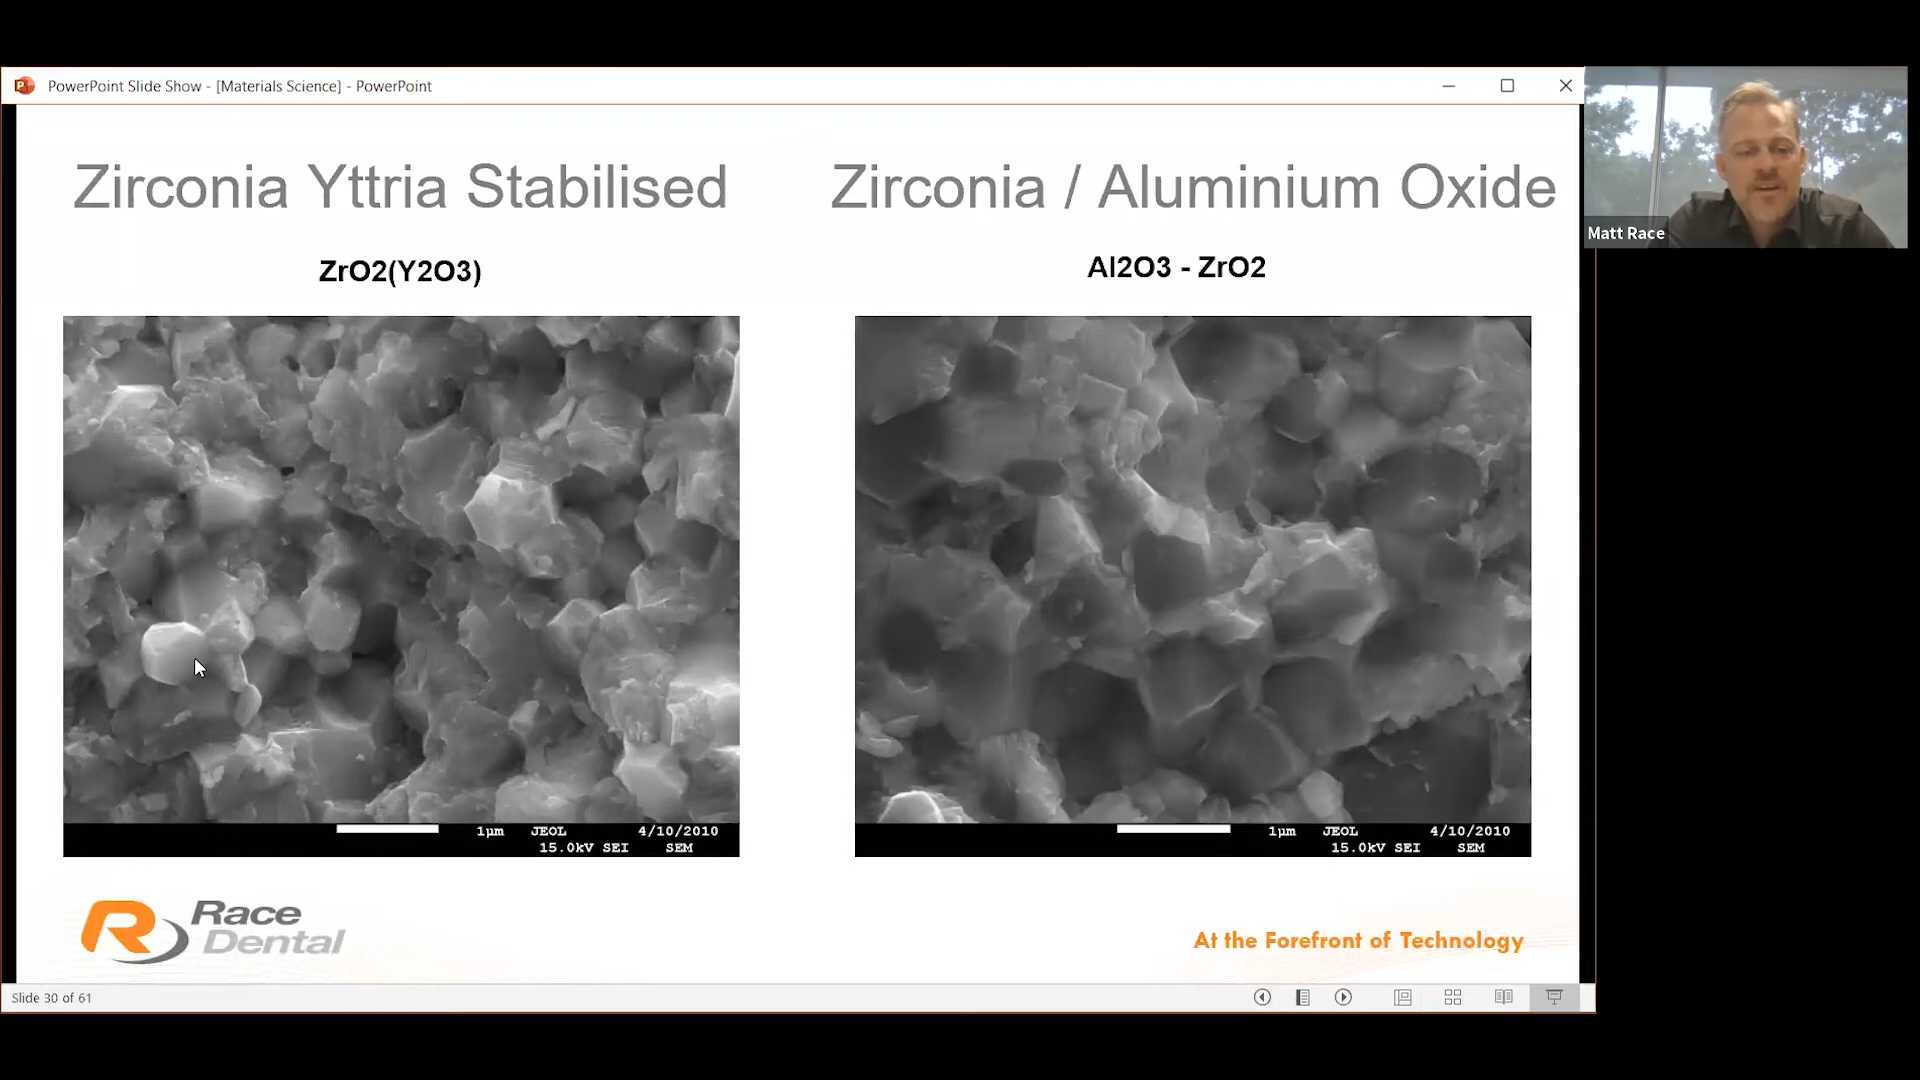 PowerPoint Slide Show - [Materials Science] - PowerPoint
Zirconia Yttria Stabilised
ZrO2(Y2O3)
1µm JEOL 4/10/2010
15.0kV SEI SEM
Zirconia / Aluminium Oxide
Al2O3 - ZrO2
1µm JEOL 4/10/2010
15.0kV SEI SEM
Matt Race
Race
Dental
At the Forefront of Technology
Slide 30 of 61